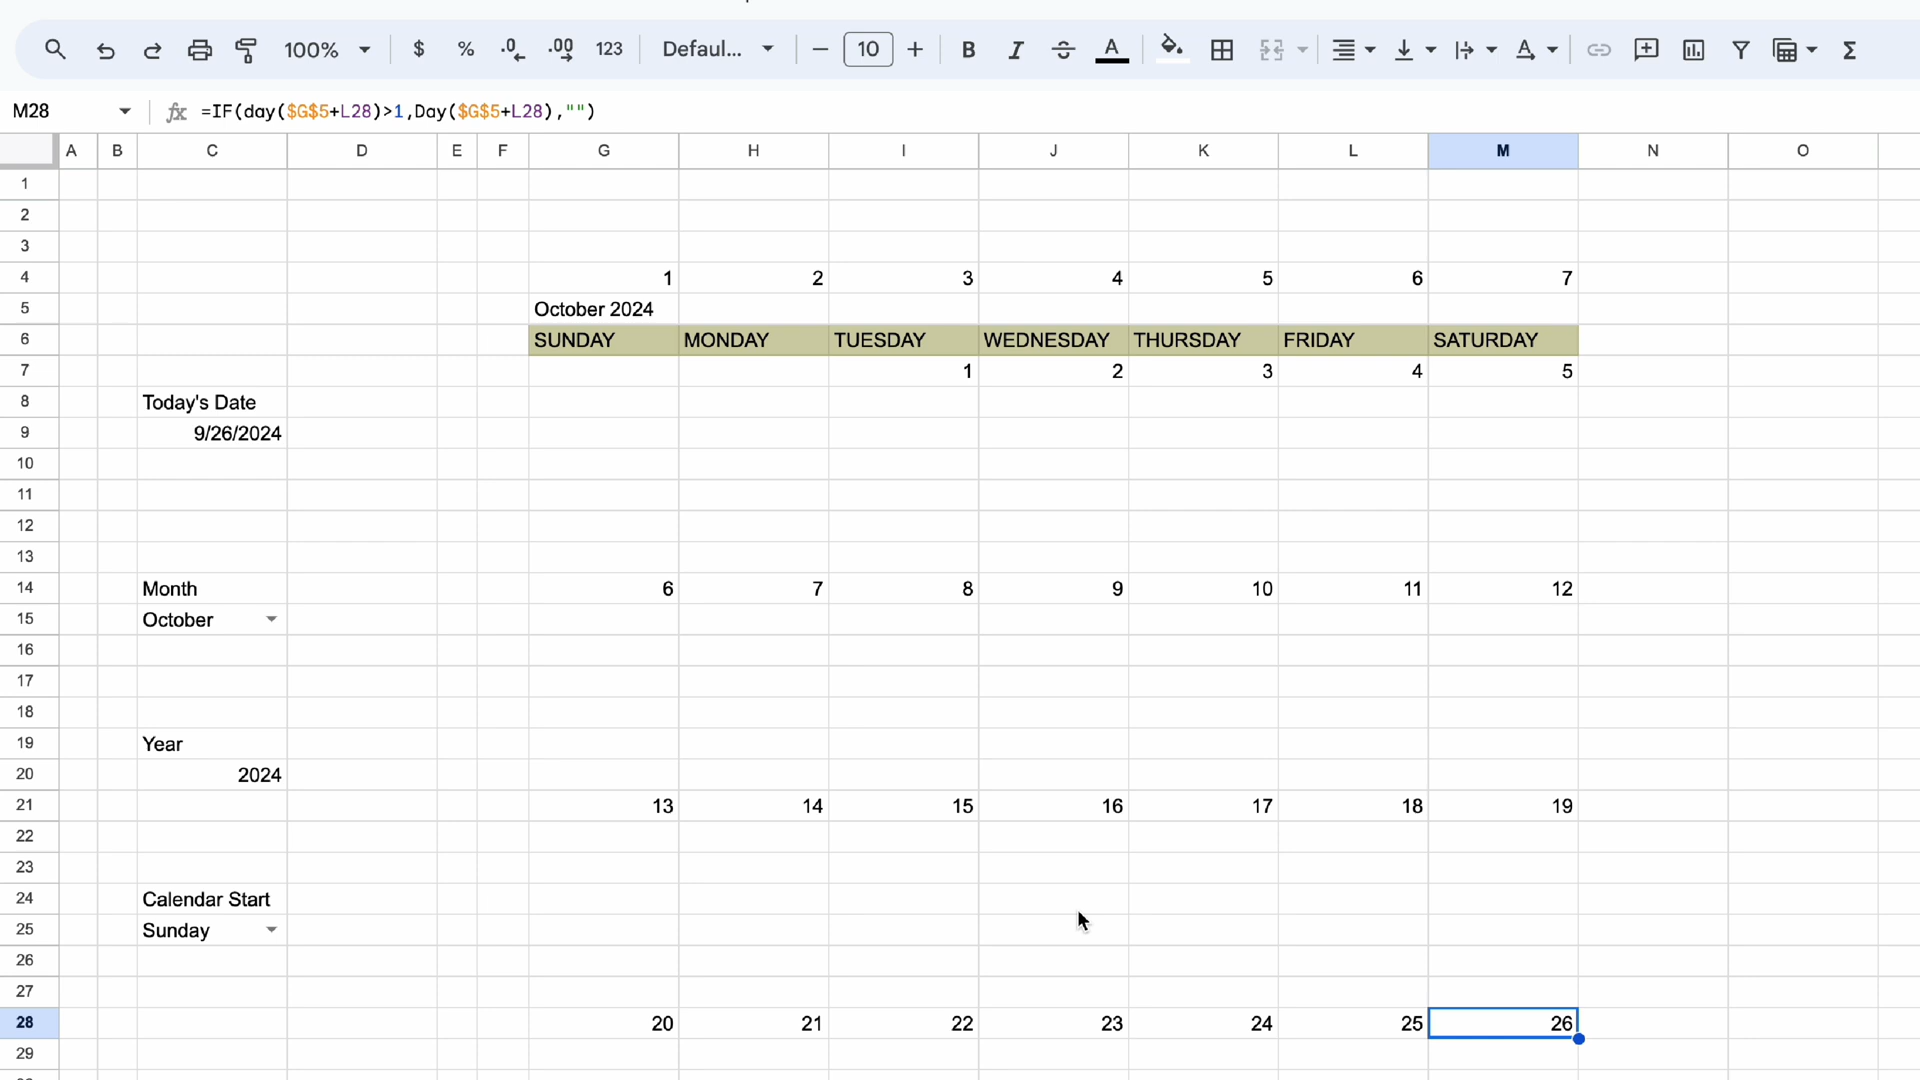 100% $ % .0 .00 123 Defaul... 10 B I A A Σ
M28 fx =IF(day($G$5+L28)>1,Day($G$5+L28),"")
A B C D E F G H I J K L M N O
1
2
3
4 1 2 3 4 5 6 7
5 October 2024
6 SUNDAY MONDAY TUESDAY WEDNESDAY THURSDAY FRIDAY SATURDAY
7 1 2 3 4 5
8 Today's Date
9 9/26/2024
10
11
12
13
14 Month 6 7 8 9 10 11 12
15 October
16
17
18
19 Year
20 2024
21 13 14 15 16 17 18 19
22
23
24 Calendar Start
25 Sunday
26
27
28 20 21 22 23 24 25 26
29